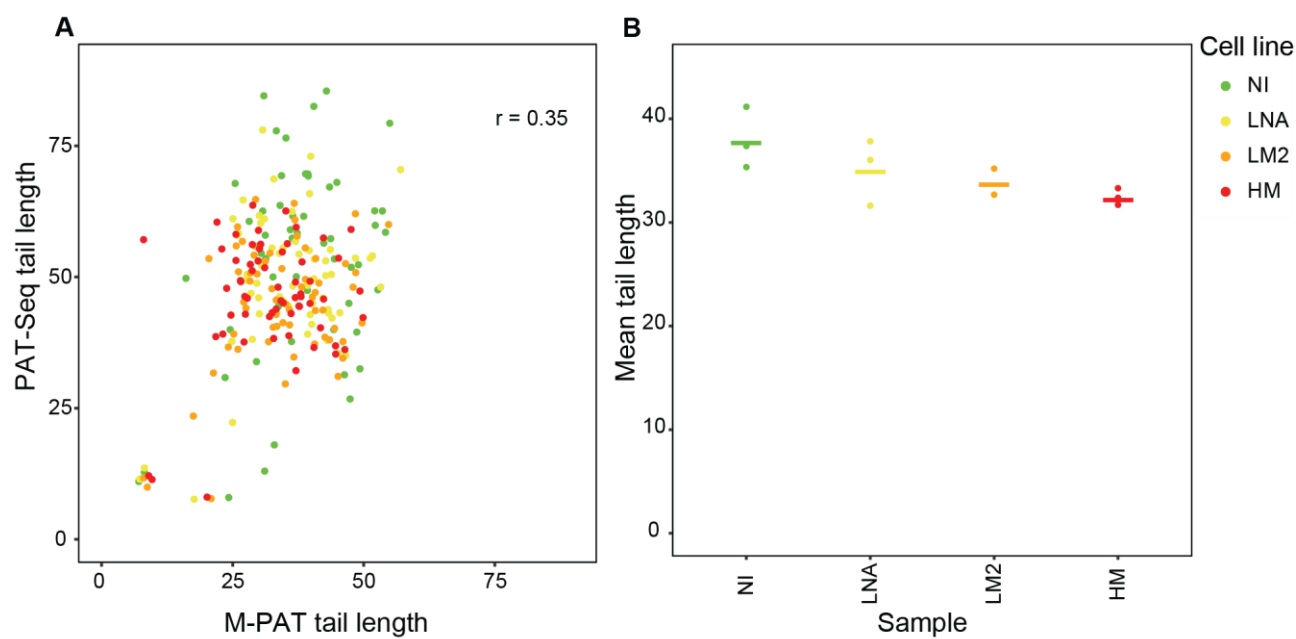 A
B
Cell line
NI
LNA
LM2
HM
r = 0.35
PAT-Seq tail length
75
50
25
0
0 25 50 75
M-PAT tail length
Mean tail length
40
30
20
10
0
NI LNA LM2 HM
Sample